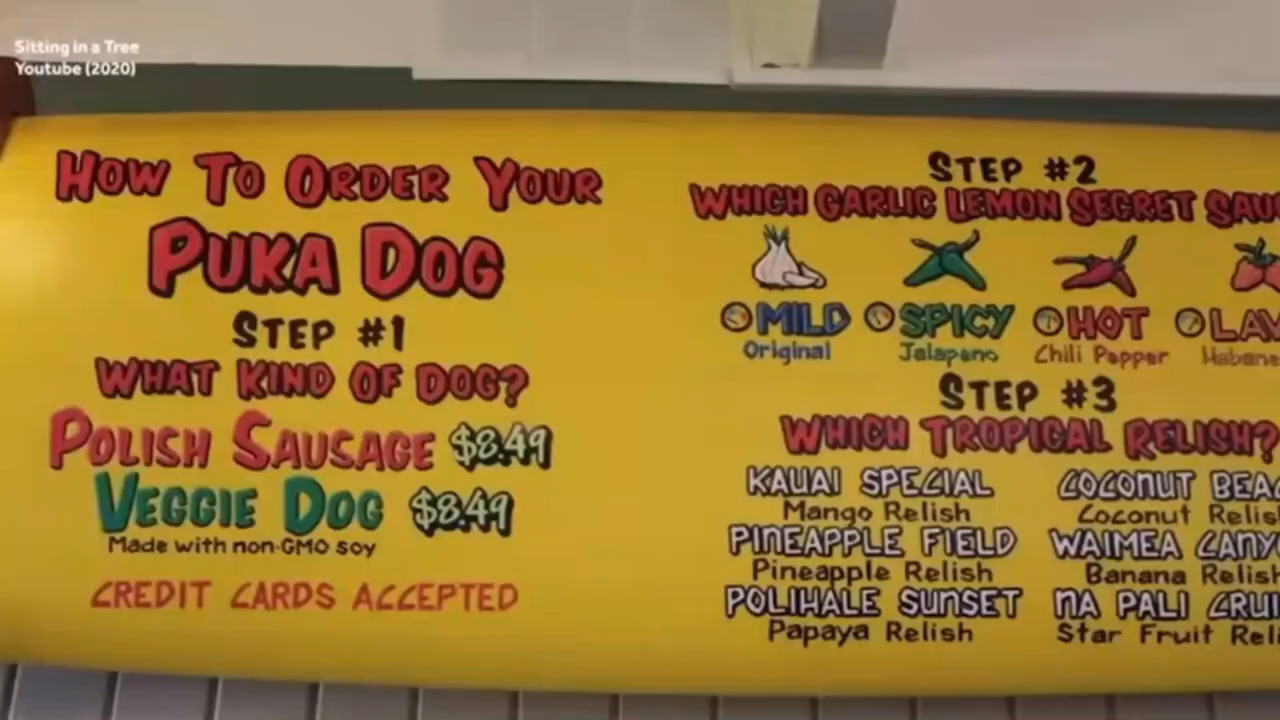 Sitting in a Tree
Youtube (2020)
HOW TO ORDER YOUR
PUKA DOG
STEP #1
WHAT KIND OF DOG?
POLISH SAUSAGE $8.49
VEGGIE DOG $8.49
Made with non-GMO soy
CREDIT CARDS ACCEPTED
STEP #2
WHICH GARLIC LEMON SECRET
MILD SPICY HOT
Original Jalapeno Chili Pepper
STEP #3
WHICH TROPICAL RELISH?
KAUAI SPECIAL COCONUT
Mango Relish Coconut
PINEAPPLE FIELD WAIMEA
Pineapple Relish Banana Relish
POLIHALE SUNSET NA PALI
Papaya Relish Star Fruit